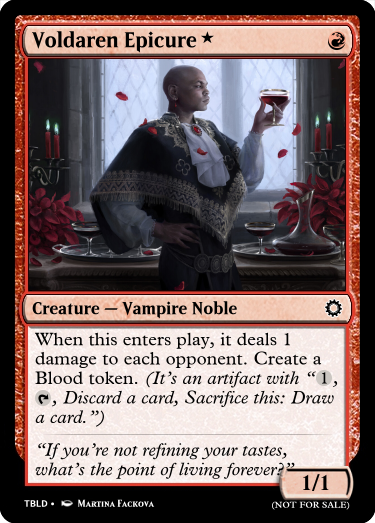 Voldaren Epicure ★
Creature — Vampire Noble
When this enters play, it deals 1
damage to each opponent. Create a
Blood token. (It's an artifact with “1,
, Discard a card, Sacrifice this: Draw
a card.”)
“If you're not refining your tastes,
what's the point of living forever?”
1/1
TBLD • Martina Fackova
(NOT FOR SALE)